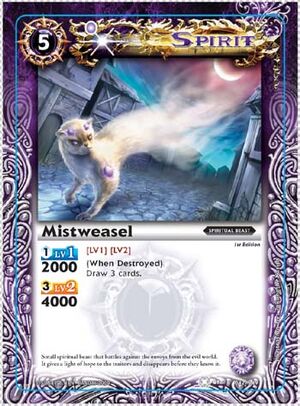 5
SPIRIT
Mistweasel
SPIRITUAL BEAST
1st Edition
1 LV1
2000
[LV1] [LV2]
(When Destroyed)
Draw 3 cards.
3 LV2
4000
Small spiritual beast that battles against the envoys from the evil world.
It gives a light of hope to the traitors and disappears before they knew it.